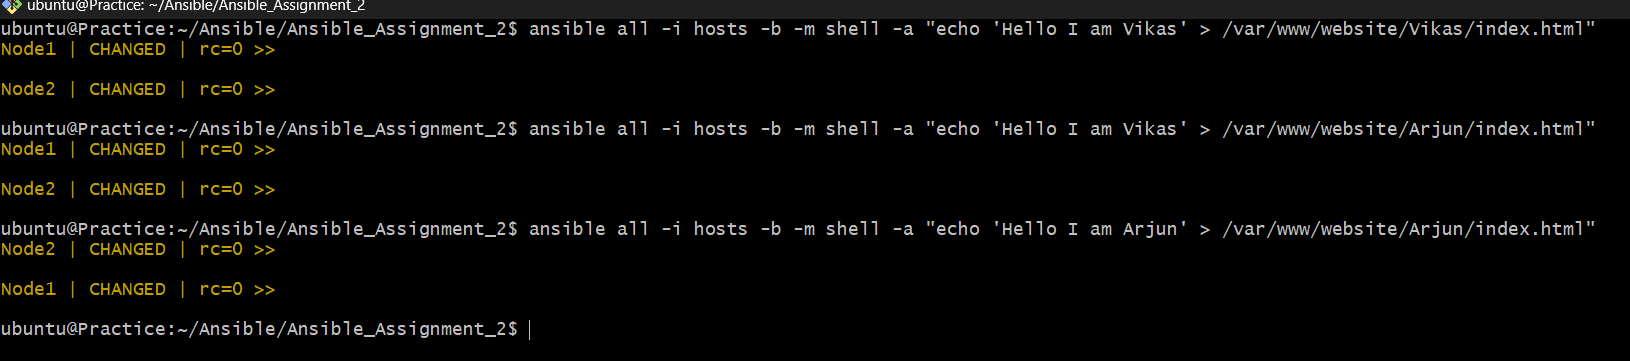 ubuntu@Practice: ~/Ansible/Ansible_Assignment_2
ubuntu@Practice:~/Ansible/Ansible_Assignment_2$ ansible all -i hosts -b -m shell -a "echo 'Hello I am Vikas' > /var/www/website/Vikas/index.html"
Node1 | CHANGED | rc=0 >>
Node2 | CHANGED | rc=0 >>
ubuntu@Practice:~/Ansible/Ansible_Assignment_2$ ansible all -i hosts -b -m shell -a "echo 'Hello I am Vikas' > /var/www/website/Arjun/index.html"
Node1 | CHANGED | rc=0 >>
Node2 | CHANGED | rc=0 >>
ubuntu@Practice:~/Ansible/Ansible_Assignment_2$ ansible all -i hosts -b -m shell -a "echo 'Hello I am Arjun' > /var/www/website/Arjun/index.html"
Node2 | CHANGED | rc=0 >>
Node1 | CHANGED | rc=0 >>
ubuntu@Practice:~/Ansible/Ansible_Assignment_2$